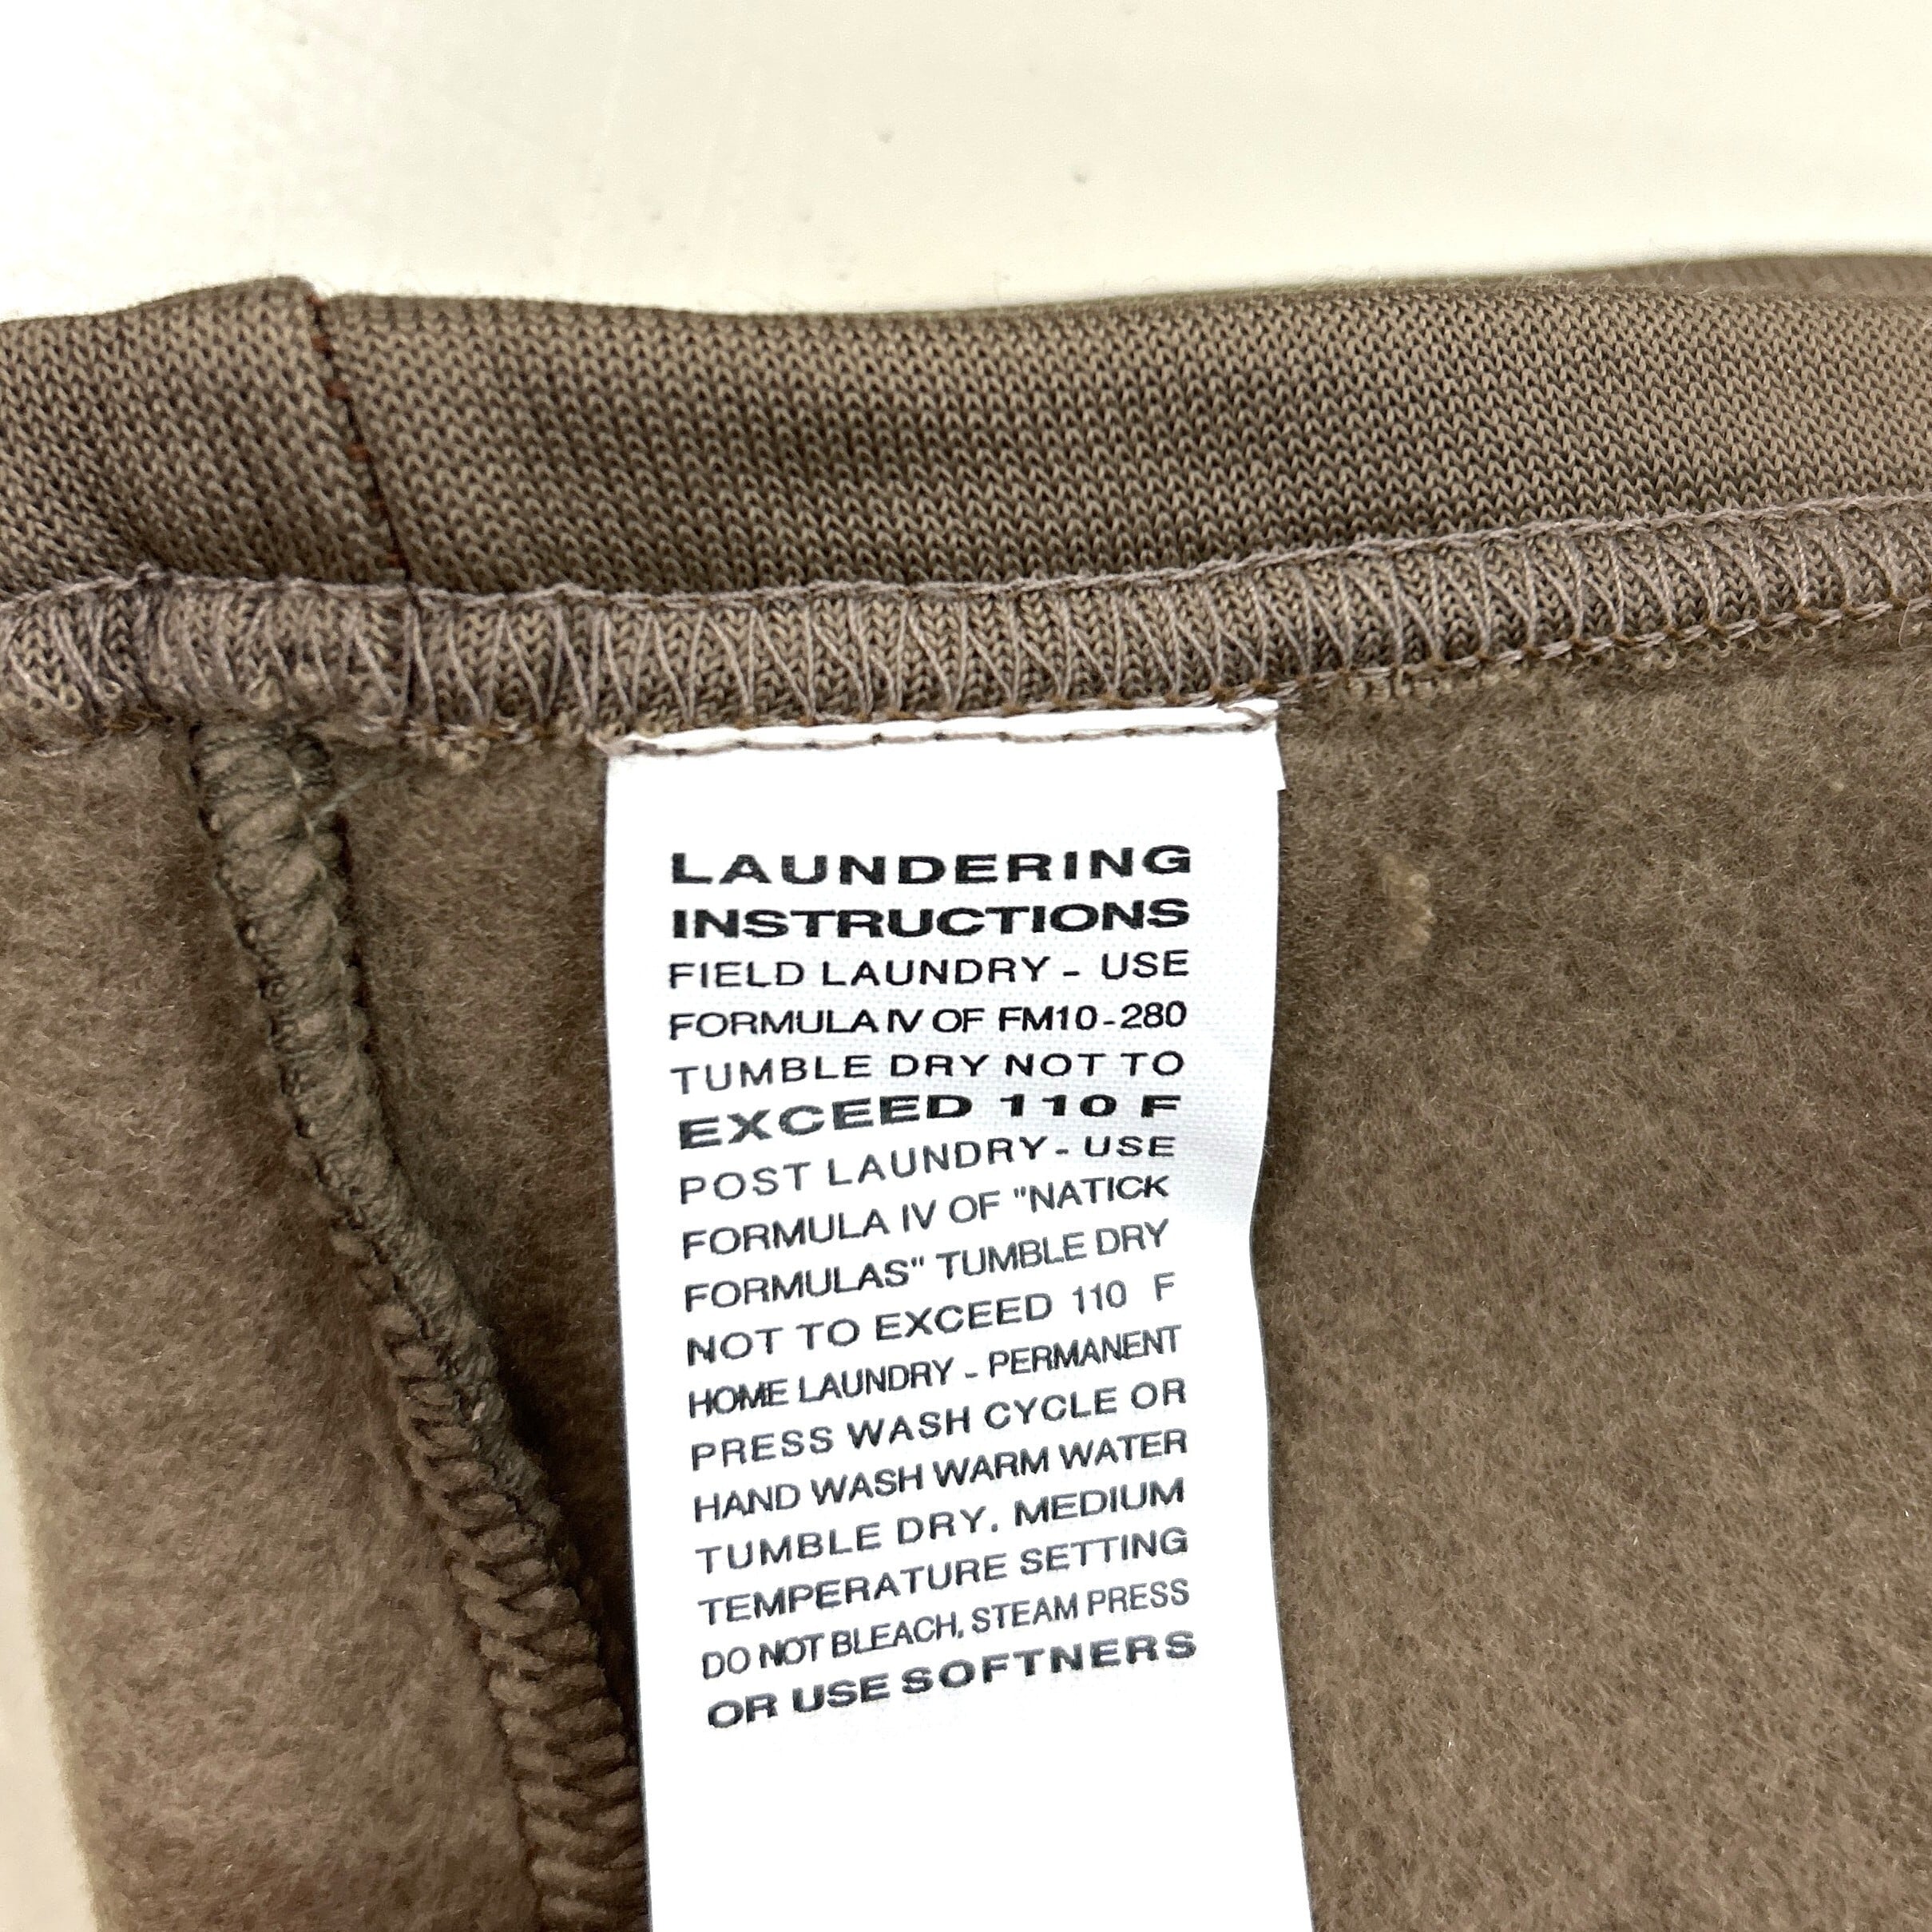 LAUNDERING
INSTRUCTIONS
FIELD LAUNDRY - USE
FORMULA IV OF FM10-280
TUMBLE DRY NOT TO
EXCEED 110 F
POST LAUNDRY - USE
FORMULA IV OF "NATICK
FORMULAS" TUMBLE DRY
NOT TO EXCEED 110 F
HOME LAUNDRY - PERMANENT
PRESS WASH CYCLE OR
HAND WASH WARM WATER
TUMBLE DRY. MEDIUM
TEMPERATURE SETTING
DO NOT BLEACH, STEAM PRESS
OR USE SOFTNERS